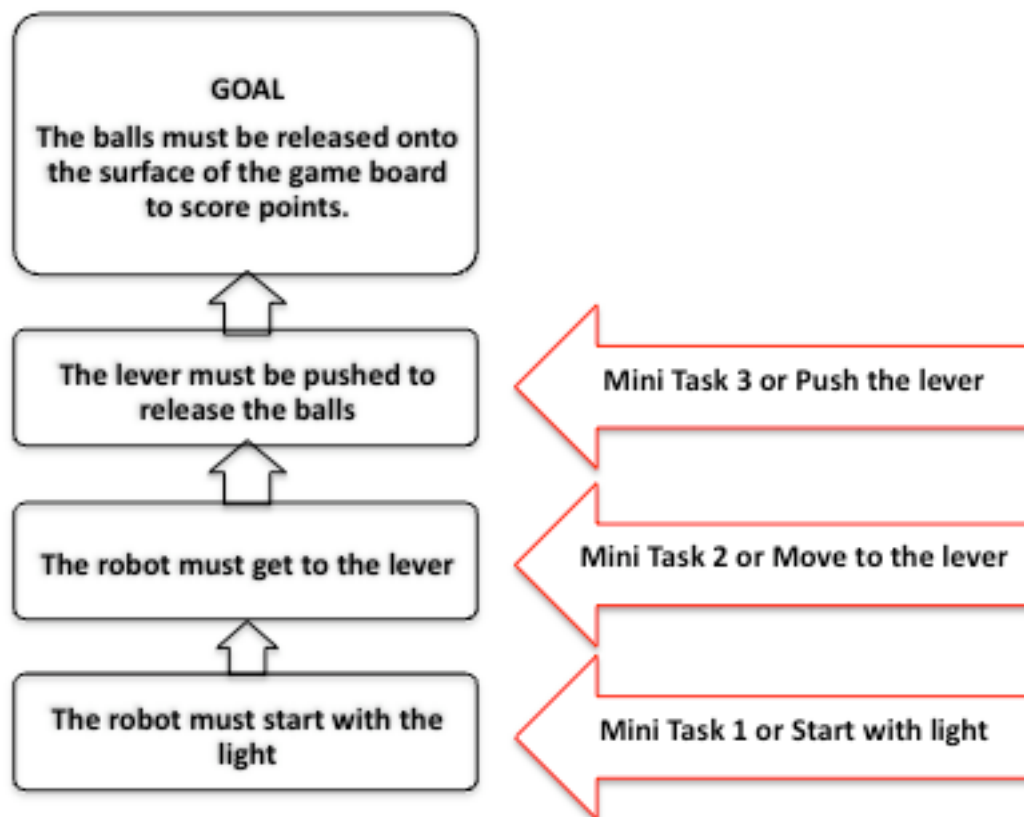 GOAL
The balls must be released onto
the surface of the game board
to score points.
The lever must be pushed to
release the balls
Mini Task 3 or Push the lever
The robot must get to the lever
Mini Task 2 or Move to the lever
The robot must start with the
light
Mini Task 1 or Start with light